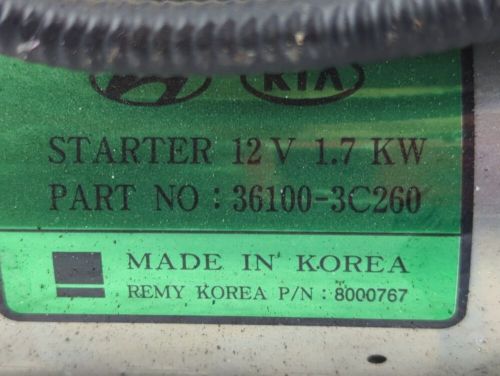 KIA
STARTER 12V 1.7 KW
PART NO : 36100-3C260
MADE IN KOREA
REMY KOREA P/N : 8000767